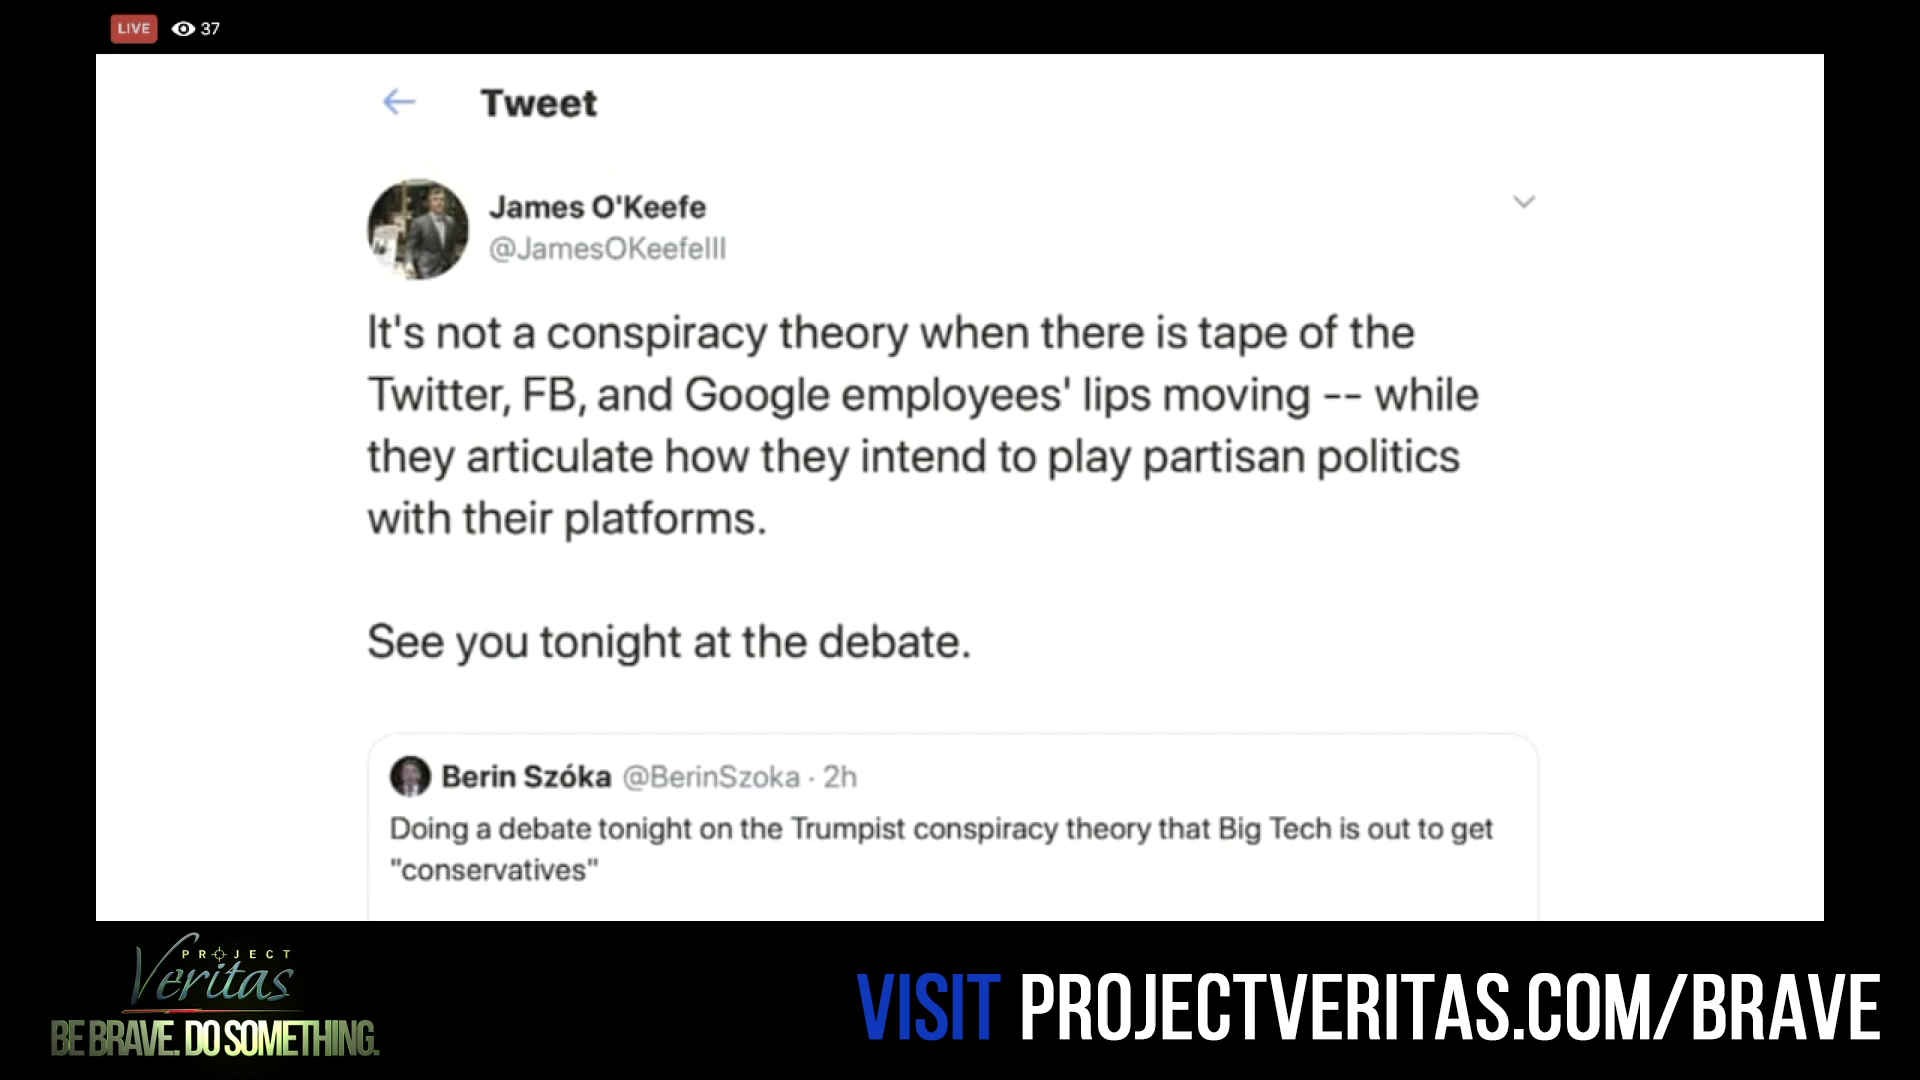 LIVE 37
Tweet
James O'Keefe
@JamesOKeefeIII
It's not a conspiracy theory when there is tape of the
Twitter, FB, and Google employees' lips moving -- while
they articulate how they intend to play partisan politics
with their platforms.
See you tonight at the debate.
Berin Szóka @BerinSzoka · 2h
Doing a debate tonight on the Trumpist conspiracy theory that Big Tech is out to get
"conservatives"
PROJECT
Veritas
BE BRAVE. DO SOMETHING.
VISIT PROJECTVERITAS.COM/BRAVE